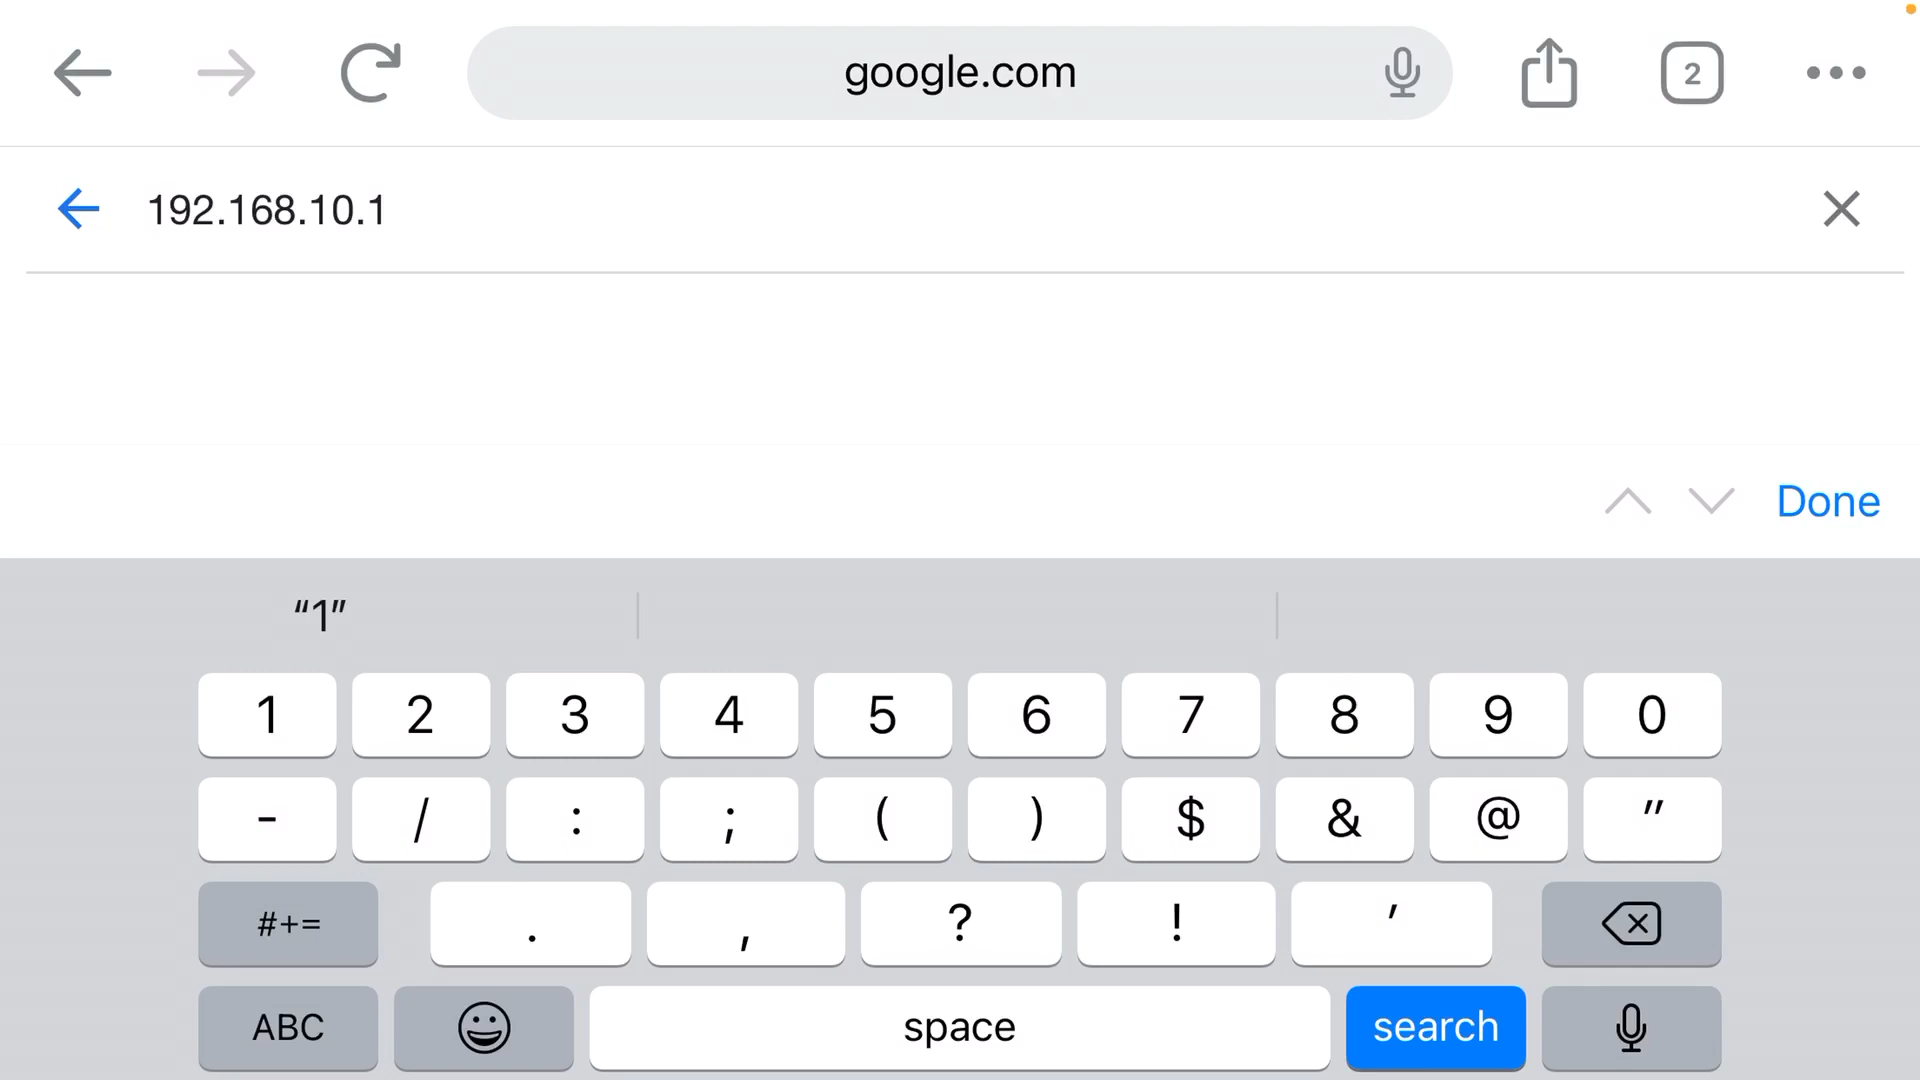 google.com
2
192.168.10.1
Done
“1”
1 2 3 4 5 6 7 8 9 0
- / : ; ( ) $ & @ "
#+= . , ? ! '
ABC space search